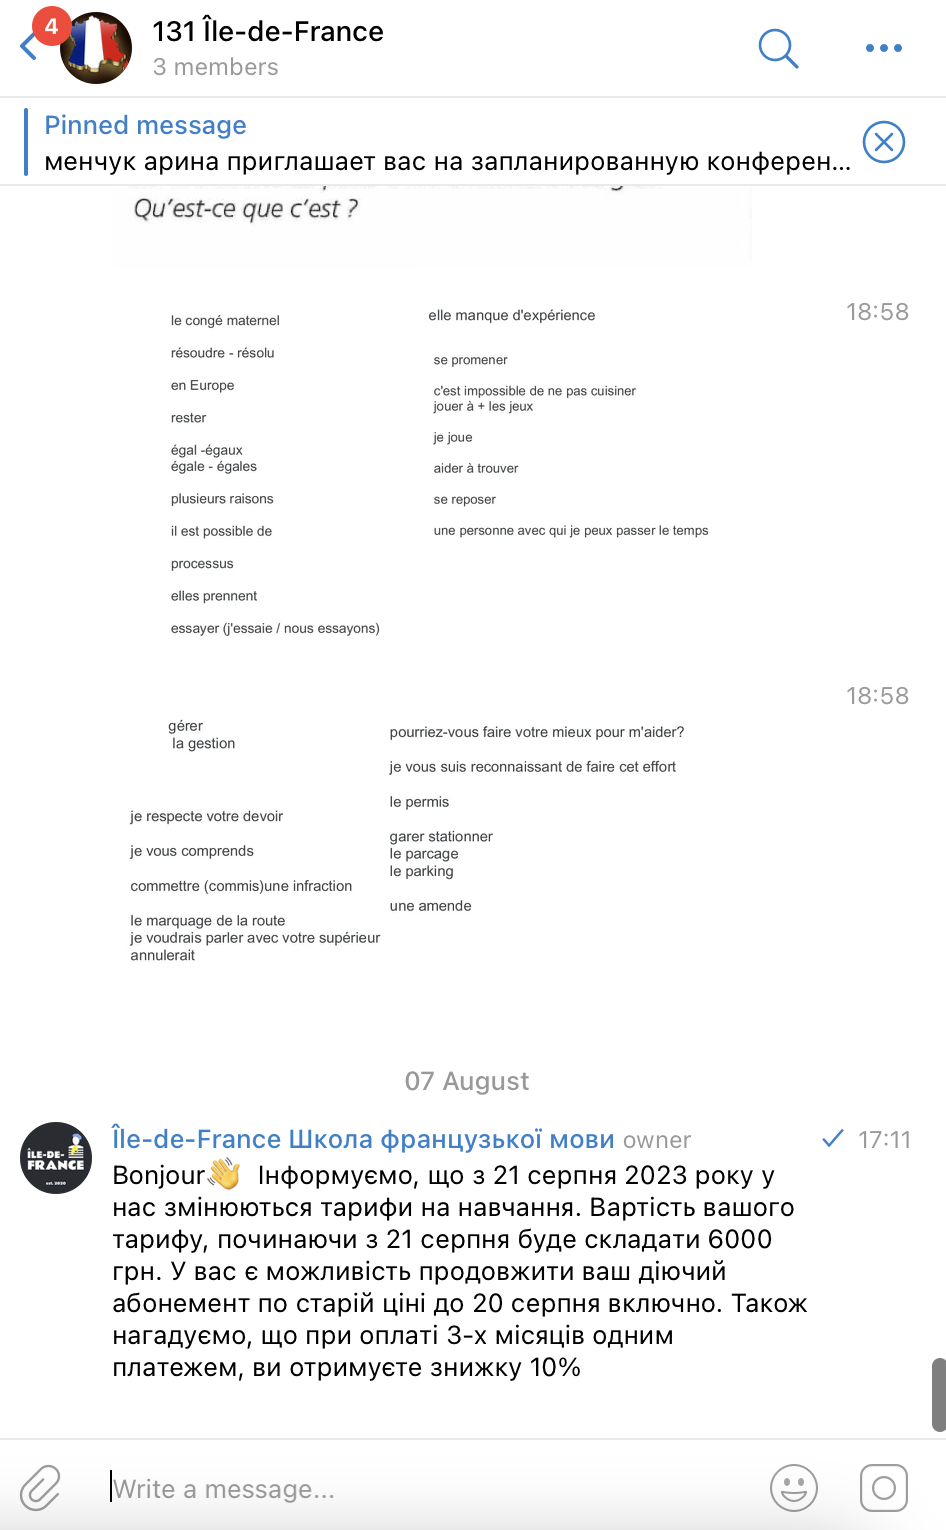 4
131 Île-de-France
3 members
Pinned message
менчук арина приглашает вас на запланированную конферен...
Qu'est-ce que c'est ?
18:58
le congé maternel
résoudre - résolu
en Europe
rester
égal -égaux
égale - égales
plusieurs raisons
il est possible de
processus
elles prennent
essayer (j'essaie / nous essayons)
elle manque d'expérience
se promener
c'est impossible de ne pas cuisiner
jouer à + les jeux
je joue
aider à trouver
se reposer
une personne avec qui je peux passer le temps
18:58
gérer
la gestion
je respecte votre devoir
je vous comprends
commettre (commis)une infraction
le marquage de la route
je voudrais parler avec votre supérieur
annulerait
pourriez-vous faire votre mieux pour m'aider?
je vous suis reconnaissant de faire cet effort
le permis
garer stationner
le parcage
le parking
une amende
07 August
ÎLE-DE-
FRANCE
est. 2020
Île-de-France Школа французької мови owner
17:11
Bonjour👋 Інформуємо, що з 21 серпня 2023 року у
нас змінюються тарифи на навчання. Вартість вашого
тарифу, починаючи з 21 серпня буде складати 6000
грн. У вас є можливість продовжити ваш діючий
абонемент по старій ціні до 20 серпня включно. Також
нагадуємо, що при оплаті 3-х місяців одним
платежем, ви отримуєте знижку 10%
Write a message...